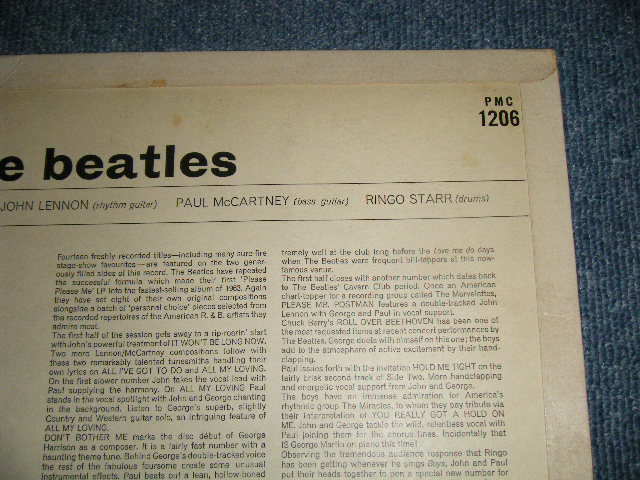 PMC
1206
e beatles
JOHN LENNON (rhythm guitar) PAUL McCARTNEY (bass guitar) RINGO STARR (drums)
Fourteen freshly recorded titles—including many sure-fire
stage-show favourites—are featured on the two gener-
ously filled sides of this record. The Beatles have repeated
the successful formula which made their first 'Please
Please Me' LP into the fastest-selling album of 1963. Again
they have set eight of their own original compositions
alongside a batch of 'personal choice' pieces selected from
the recorded repertoires of the American R. & B. artists they
admire most.
The first half of the session gets away to a rip-roarin' start
with John's powerful treatment of IT WON'T BE LONG NOW.
Two more Lennon/McCartney compositions follow with
these two remarkably talented tunesmiths handling their
own lyrics on ALL I'VE GOT TO DO and ALL MY LOVING.
On the first slower number John takes the vocal lead with
Paul supplying the harmony. On ALL MY LOVING Paul
stands in the vocal spotlight with John and George chanting
in the background. Listen to George's superb, slightly
Country and Western guitar solo, an intriguing feature of
ALL MY LOVING.
DON'T BOTHER ME marks the disc début of George
Harrison as a composer. It is a fairly fast number with a
haunting theme tune. Behind George's double-tracked voice
the rest of the fabulous foursome create some unusual
instrumental effects. Paul beats out a lean, hollow-boned
tremely well at the club long before the Love me do days
when The Beatles were frequent bill-toppers at this now-
famous venue.
The first half closes with another number which dates back
to The Beatles' Cavern Club period. Once an American
chart-topper for a recording group called The Marvelettes,
PLEASE MR. POSTMAN features a double-tracked John
Lennon with George and Paul in vocal support.
Chuck Berry's ROLL OVER BEETHOVEN has been one of
the most requested items at recent concert performances by
The Beatles. George duets with himself on this one; the boys
add to the atmosphere of active excitement by their hand-
clapping.
Paul issues forth with the invitation HOLD ME TIGHT on the
fairly brisk second track of Side Two. More handclapping
and energetic vocal support from John and George.
The boys have an immense admiration for America's
rhythmic group The Miracles, to whom they pay tribute via
their interpretation of YOU REALLY GOT A HOLD ON
ME. John and George tackle the wild, relentless vocal with
Paul joining them for the chorus lines. Incidentally that
IS George Martin on piano this time!
Observing the tremendous audience response that Ringo
has been getting whenever he sings Boys, John and Paul
put their heads together to pen a special new number for